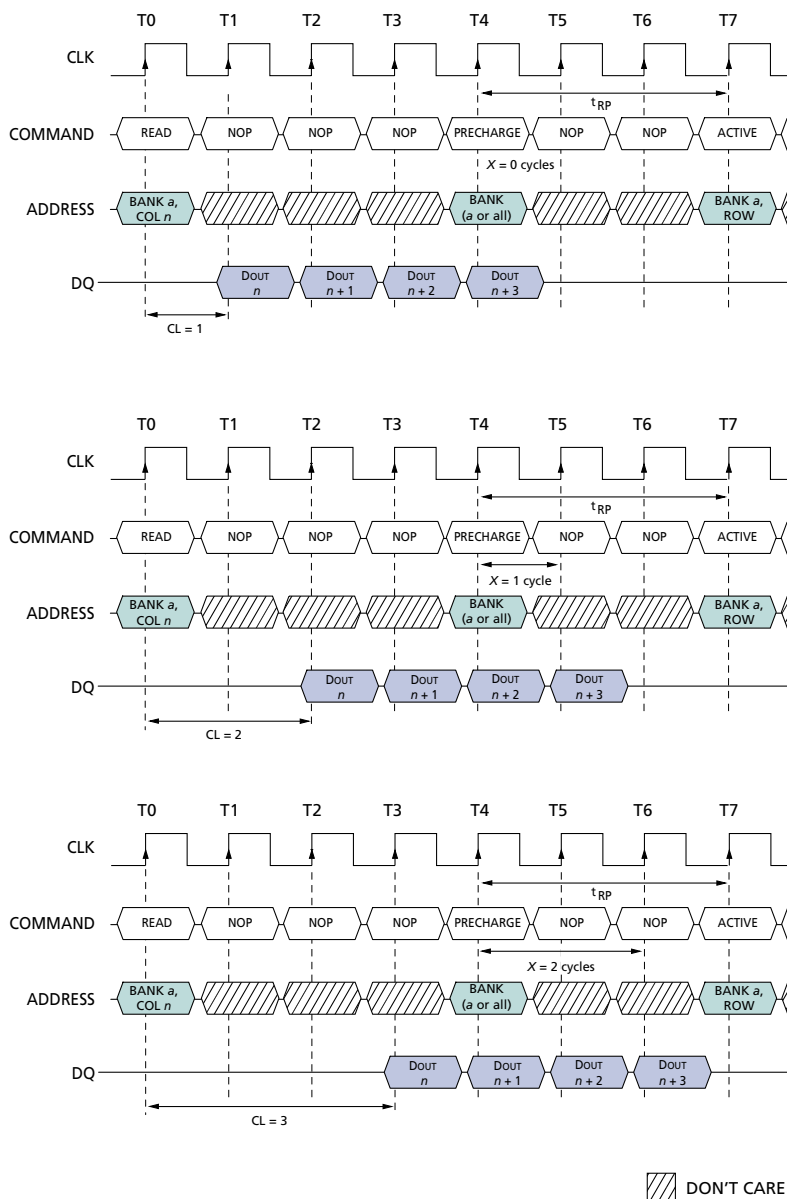 T0 T1 T2 T3 T4 T5 T6 T7
CLK
tRP
COMMAND READ NOP NOP NOP PRECHARGE NOP NOP ACTIVE
X = 0 cycles
ADDRESS BANK a, COL n BANK (a or all) BANK a, ROW
DQ DOUT n DOUT n + 1 DOUT n + 2 DOUT n + 3
CL = 1
T0 T1 T2 T3 T4 T5 T6 T7
CLK
tRP
COMMAND READ NOP NOP NOP PRECHARGE NOP NOP ACTIVE
X = 1 cycle
ADDRESS BANK a, COL n BANK (a or all) BANK a, ROW
DQ DOUT n DOUT n + 1 DOUT n + 2 DOUT n + 3
CL = 2
T0 T1 T2 T3 T4 T5 T6 T7
CLK
tRP
COMMAND READ NOP NOP NOP PRECHARGE NOP NOP ACTIVE
X = 2 cycles
ADDRESS BANK a, COL n BANK (a or all) BANK a, ROW
DQ DOUT n DOUT n + 1 DOUT n + 2 DOUT n + 3
CL = 3
DON'T CARE